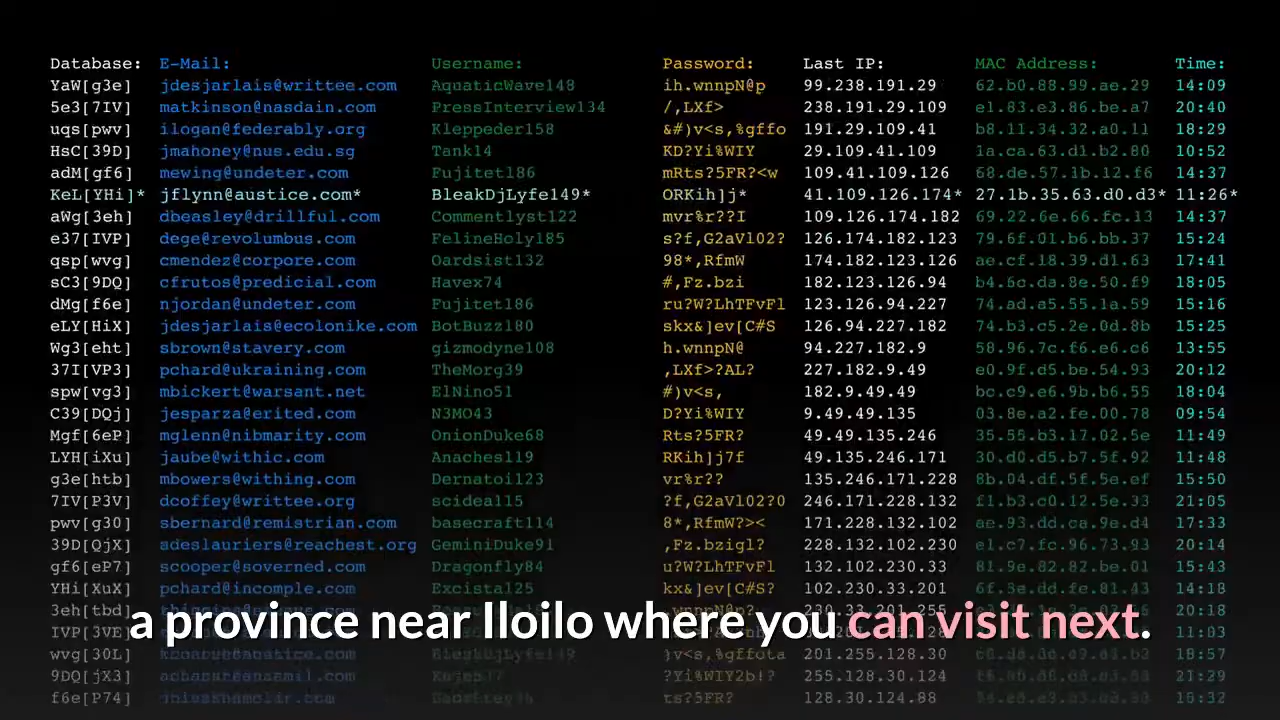 Database: E-Mail: Username: Password: Last IP: MAC Address: Time:
YaW[g3e] jdesjarlais@writtee.com AquaticWave148 ih.wnnpN@p 99.238.191.29 62.b0.88.99.ae.29 14:09
5e3[7IV] matkinson@nasdain.com PressInterview134 /,LXf> 238.191.29.109 e1.83.e3.86.be.a7 20:40
uqs[pwv] ilogan@federably.org Kleppeder158 &#)v<s,%gffo 191.29.109.41 b8.11.34.32.a0.11 18:29
HsC[39D] jmahoney@nus.edu.sg Tank14 KD?Yi%WIY 29.109.41.109 1a.ca.63.d1.b2.80 10:52
adM[gf6] mewing@undeter.com Fujitet186 mRts?5FR?<w 109.41.109.126 68.de.57.1b.12.f6 14:37
KeL[YHi]* jflynn@austice.com* BleakDjLyfe149* ORKih]j* 41.109.126.174* 27.1b.35.63.d0.d3* 11:26*
aWg[3eh] dbeasley@drillful.com Commentlyst122 mvr%r??I 109.126.174.182 69.22.6e.66.fc.13 14:37
e37[IVP] dege@revolumbus.com FelineHoly185 s?f,G2aVl02? 126.174.182.123 79.6f.01.b6.bb.37 15:24
qsp[wvg] cmendez@corpore.com Oardsist132 98*,RfmW 174.182.123.126 ae.cf.18.39.d1.63 17:41
sC3[9DQ] cfrutos@predicial.com Havex74 #,Fz.bzi 182.123.126.94 b4.6c.da.8e.50.f9 18:05
dMg[f6e] njordan@undeter.com Fujitet186 ru?W?LhTFvFl 123.126.94.227 74.ad.a5.55.1a.59 15:16
eLY[HiX] jdesjarlais@ecolonike.com BotBuzz180 skx&]ev[C#S 126.94.227.182 74.b3.c5.2e.0d.8b 15:25
Wg3[eht] sbrown@stavery.com gizmodyne108 h.wnnpN@ 94.227.182.9 58.96.7c.f6.e6.c6 13:55
37I[VP3] pchard@ukraining.com TheMorg39 ,LXf>?AL? 227.182.9.49 e0.9f.d5.be.54.93 20:12
spw[vg3] mbickert@warsant.net ElNino51 #)v<s, 182.9.49.49 bc.c9.e6.9b.b6.55 18:04
C39[DQj] jesparza@erited.com N3MO43 D?Yi%WIY 9.49.49.135 03.8e.a2.fe.00.78 09:54
Mgf[6eP] mglenn@nibmarity.com OnionDuke68 Rts?5FR? 49.49.135.246 35.55.b3.17.02.5e 11:49
LYH[iXu] jaube@withic.com Anaches119 RKih]j7f 49.135.246.171 30.d0.d5.b7.5f.92 11:48
g3e[htb] mbowers@withing.com Dernatoi123 vr%r?? 135.246.171.228 8b.04.df.5f.5e.ef 15:50
7IV[P3V] dcoffey@writtee.org scidea115 ?f,G2aVl02?0 246.171.228.132 f1.b3.c0.12.5e.33 21:05
pwv[g30] sbernard@remistrian.com basecraft114 8*,RfmW?>< 171.228.132.102 ae.93.dd.ca.9e.d4 17:33
39D[QjX] sdeslauriers@reachest.org GeminiDuke91 ,Fz.bzigl? 228.132.102.230 e1.c7.fc.96.73.93 20:14
gf6[eP7] scooper@soverned.com Dragonfly84 u?W?LhTFvFl 132.102.230.33 81.9e.82.82.be.01 15:43
YHi[XuX] pchard@incomple.com Excista125 kx&]ev[C#S? 102.230.33.201 14:18
3eh[tbd] .wnnpN@p? 230.33.201.255 20:18
a province near Iloilo where you can visit next.
IVP[3VE] 11:03
wvg[30L] BleakDjLyfe149 )v<s,%gffota 201.255.128.30 18:57
9DQ[jX3] ?Yi%WIY2b!? 255.128.30.124 21:29
f6e[P74] ts?5FR? 128.30.124.88 16:32